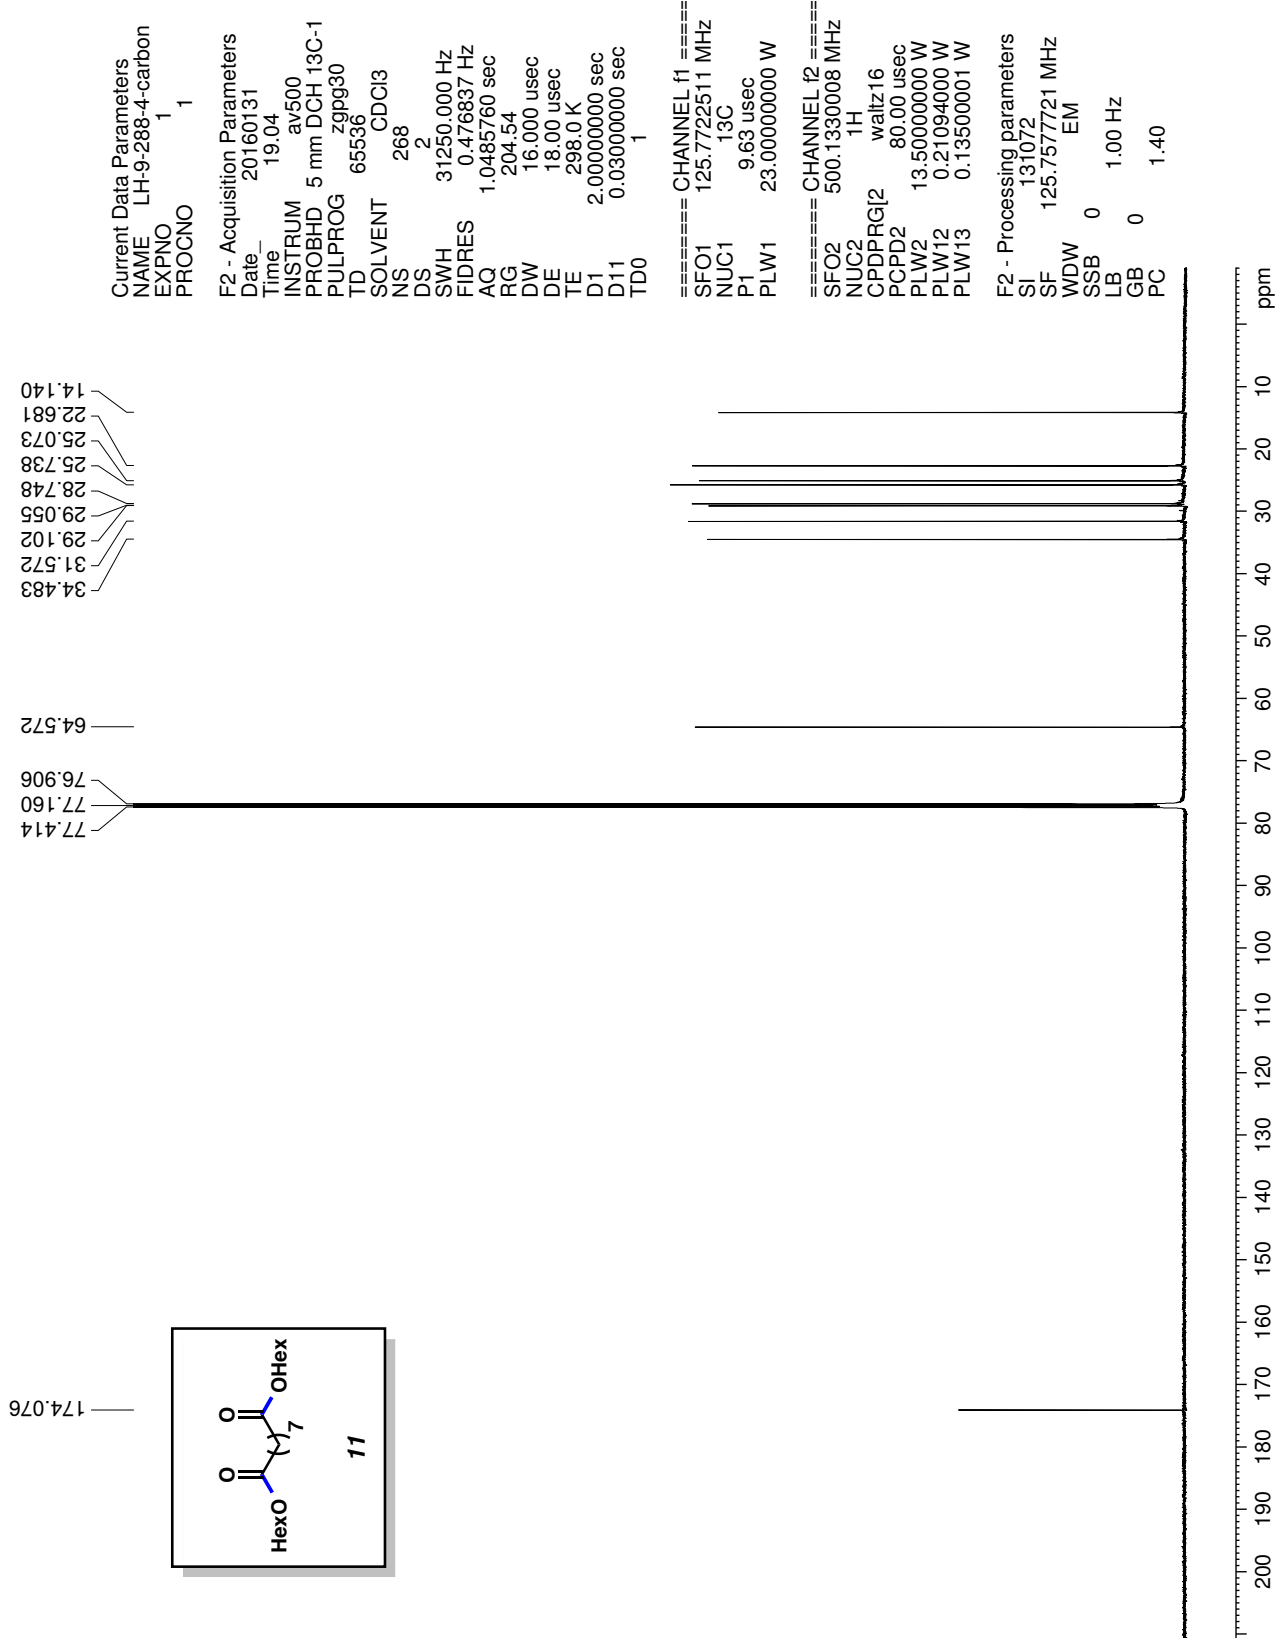 Current Data Parameters
NAME LH-9-288-4-carbon
EXPNO 1
PROCNO 1
F2 - Acquisition Parameters
Date_ 20160131
Time 19.04
INSTRUM av500
PROBHD 5 mm DCH 13C-1
PULPROG zgpg30
TD 65536
SOLVENT CDCl3
NS 268
DS 2
SWH 31250.000 Hz
FIDRES 0.476837 Hz
AQ 1.0485760 sec
RG 204.54
DW 16.000 usec
DE 18.00 usec
TE 298.0 K
D1 2.00000000 sec
D11 0.03000000 sec
TD0 1
======== CHANNEL f1 ========
SFO1 125.7722511 MHz
NUC1 13C
P1 9.63 usec
PLW1 23.00000000 W
======== CHANNEL f2 ========
SFO2 500.1330008 MHz
NUC2 1H
CPDPRG[2 waltz16
PCPD2 80.00 usec
PLW2 13.50000000 W
PLW12 0.21094000 W
PLW13 0.13500001 W
F2 - Processing parameters
SI 131072
SF 125.7577721 MHz
WDW EM
SSB 0
LB 1.00 Hz
GB 0
PC 1.40
174.076
77.414
77.160
76.906
64.572
34.483
31.572
29.102
29.055
28.748
25.738
25.073
22.681
14.140
O O
HexO OHex
( )7
11
200 190 180 170 160 150 140 130 120 110 100 90 80 70 60 50 40 30 20 10 ppm